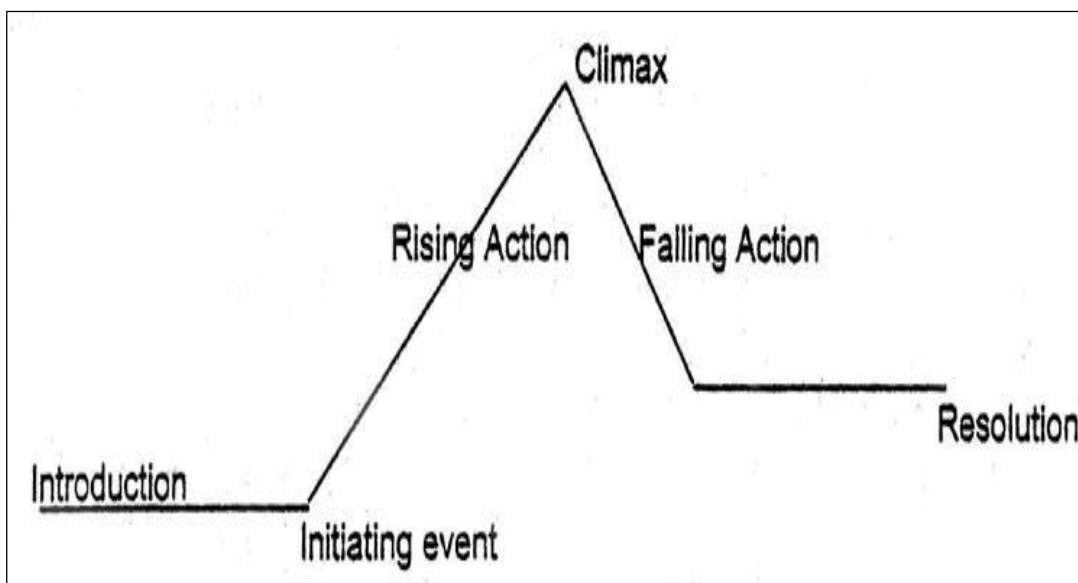 Climax
Rising Action
Falling Action
Resolution
Introduction
Initiating event